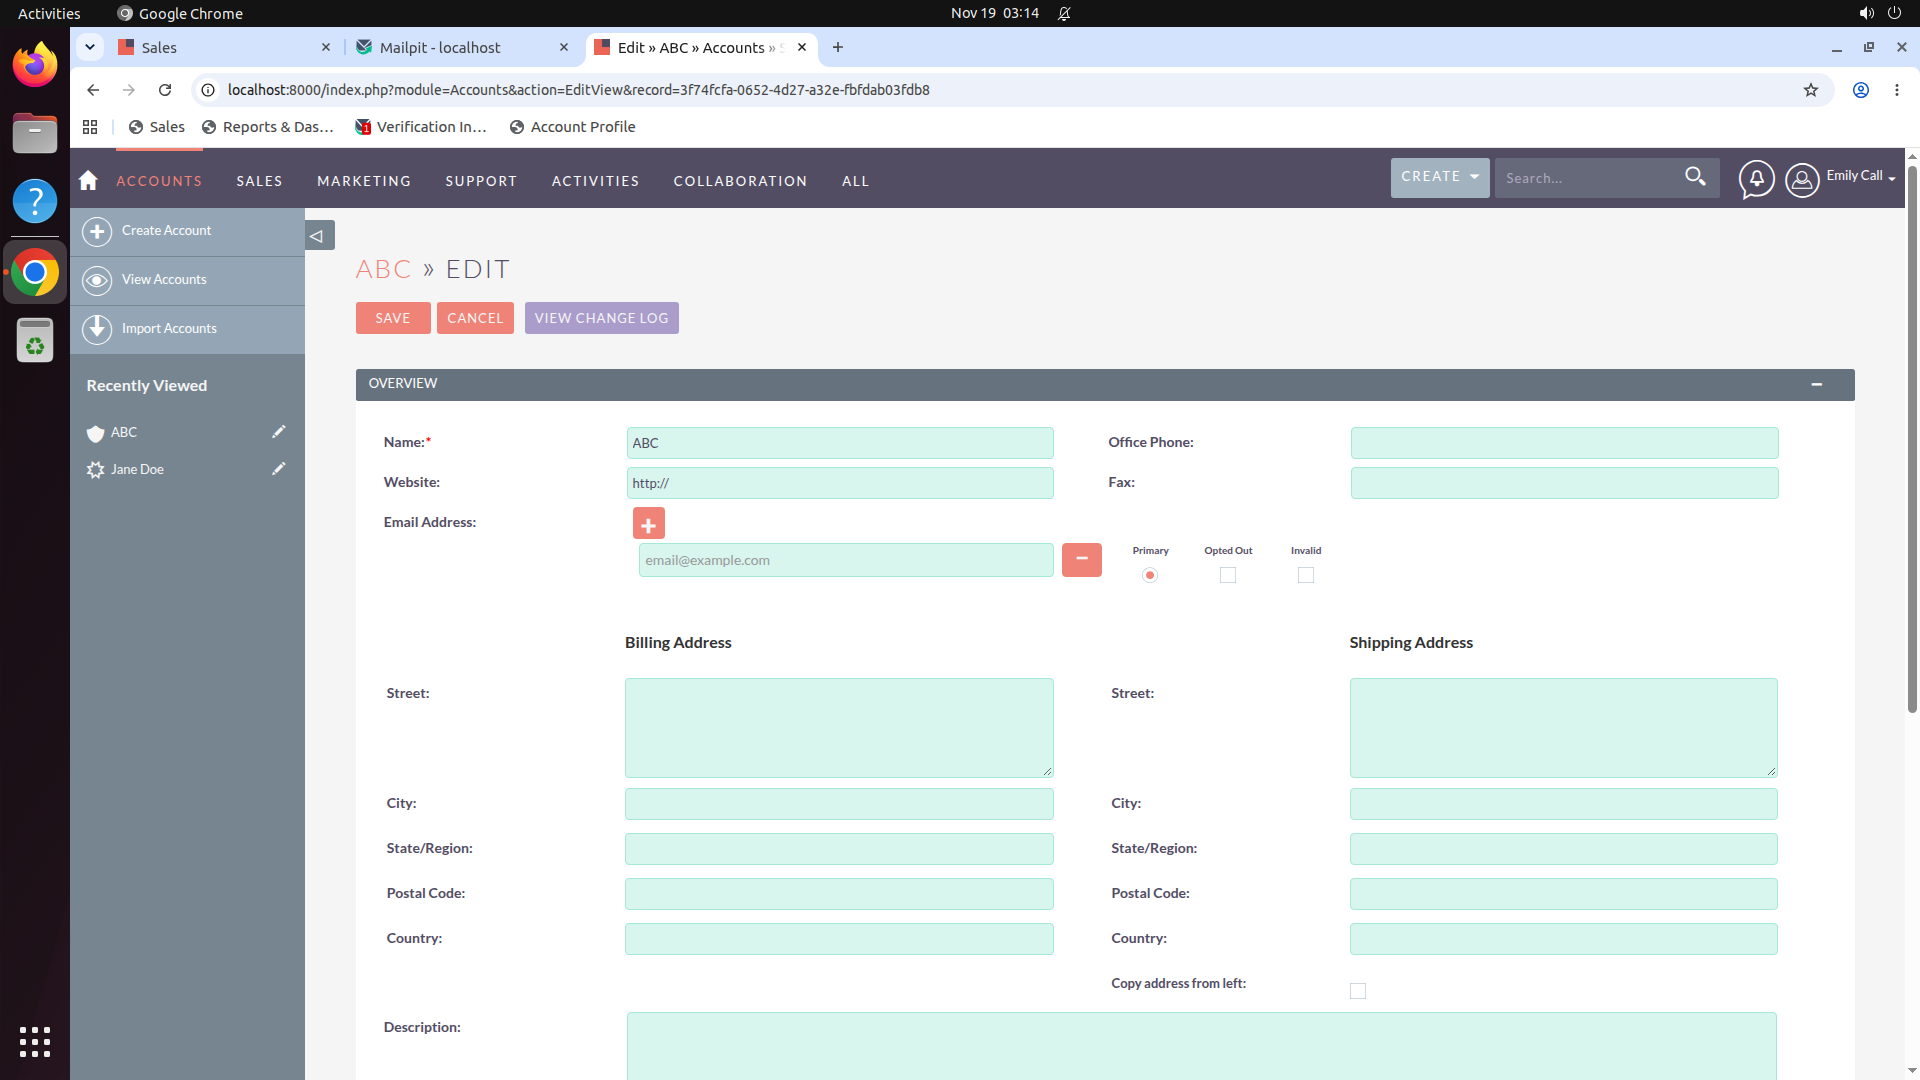 Activities
Google Chrome
Nov 19 03:14
Sales
Mailpit - localhost
Edit » ABC » Accounts »
localhost:8000/index.php?module=Accounts&action=EditView&record=3f74fcfa-0652-4d27-a32e-fbfdab03fdb8
Sales
Reports & Das...
Verification In...
Account Profile
ACCOUNTS
SALES
MARKETING
SUPPORT
ACTIVITIES
COLLABORATION
ALL
CREATE
Search...
Emily Call
Create Account
View Accounts
Import Accounts
Recently Viewed
ABC
Jane Doe
ABC » EDIT
SAVE
CANCEL
VIEW CHANGE LOG
OVERVIEW
Name:*
ABC
Office Phone:
Website:
http://
Fax:
Email Address:
email@example.com
Primary
Opted Out
Invalid
Billing Address
Shipping Address
Street:
Street:
City:
City:
State/Region:
State/Region:
Postal Code:
Postal Code:
Country:
Country:
Copy address from left:
Description: